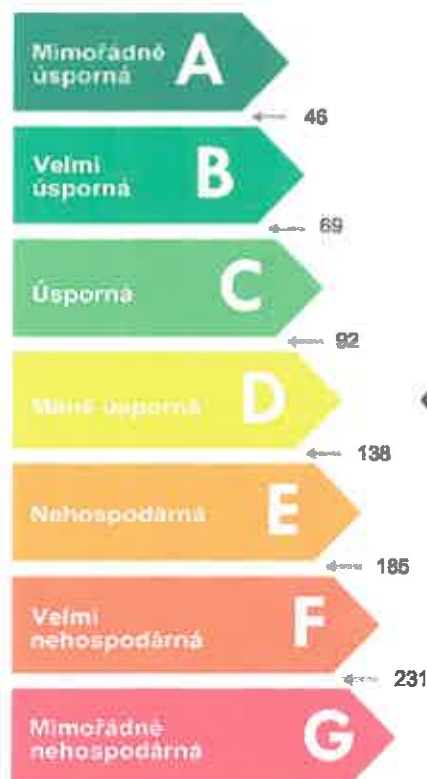 Mimořádně
úsporná A
46
Velmi
úsporná B
69
Úsporná C
92
Méně úsporná D
138
Nehospodárná E
185
Velmi
nehospodárná F
231
Mimořádně
nehospodárná G